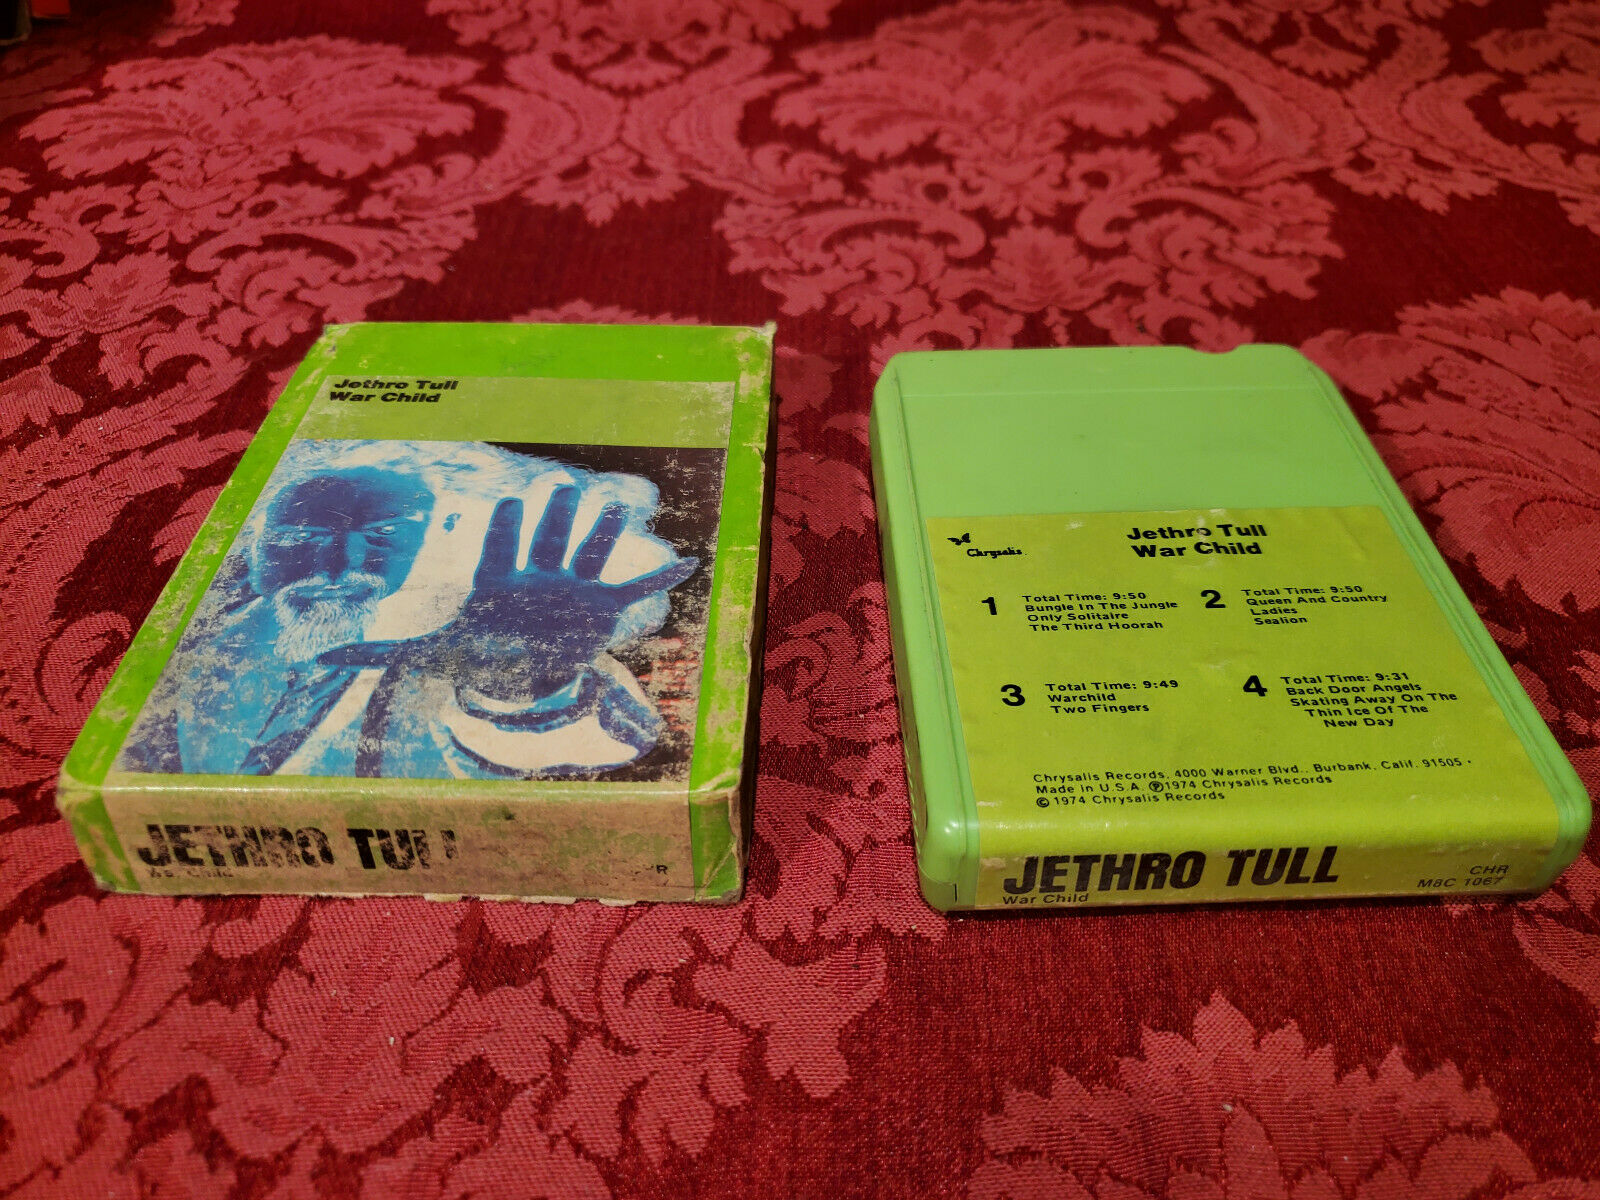 Jethro Tull
War Child
JETHRO TULL
War Child
R
Chrysalis
Jethro Tull
War Child
1
Total Time: 9:50
Bungle In The Jungle
Only Solitaire
The Third Hoorah
2
Total Time: 9:50
Queen And Country
Ladies
Sealion
3
Total Time: 9:49
Warchild
Two Fingers
4
Total Time: 9:31
Back Door Angels
Skating Away On The
Thin Ice Of The
New Day
Chrysalis Records, 4000 Warner Blvd., Burbank, Calif. 91505 •
Made in U.S.A. ℗1974 Chrysalis Records
© 1974 Chrysalis Records
JETHRO TULL
War Child
CHR
M8C 1067